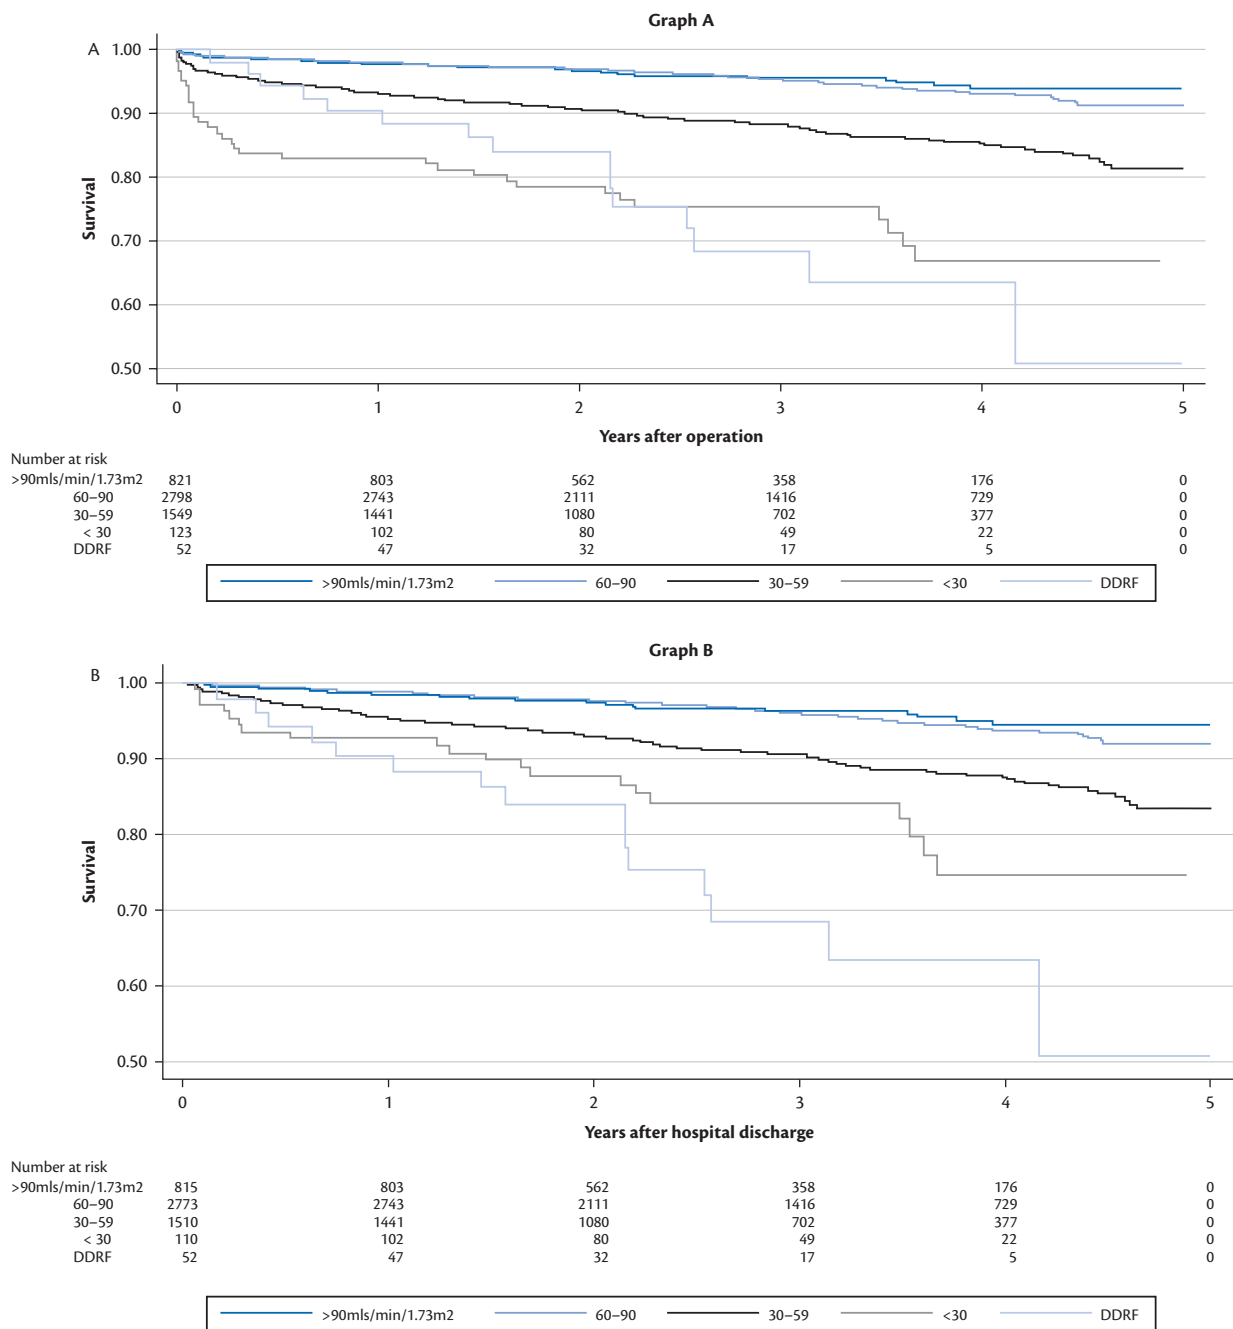 Graph A
A
1.00
0.90
0.80
0.70
0.60
0.50
Survival
0 1 2 3 4 5
Years after operation
Number at risk
>90mls/min/1.73m2 821 803 562 358 176 0
60–90 2798 2743 2111 1416 729 0
30–59 1549 1441 1080 702 377 0
< 30 123 102 80 49 22 0
DDRF 52 47 32 17 5 0
>90mls/min/1.73m2 60–90 30–59 <30 DDRF
Graph B
B
1.00
0.90
0.80
0.70
0.60
0.50
Survival
0 1 2 3 4 5
Years after hospital discharge
Number at risk
>90mls/min/1.73m2 815 803 562 358 176 0
60–90 2773 2743 2111 1416 729 0
30–59 1510 1441 1080 702 377 0
< 30 110 102 80 49 22 0
DDRF 52 47 32 17 5 0
>90mls/min/1.73m2 60–90 30–59 <30 DDRF